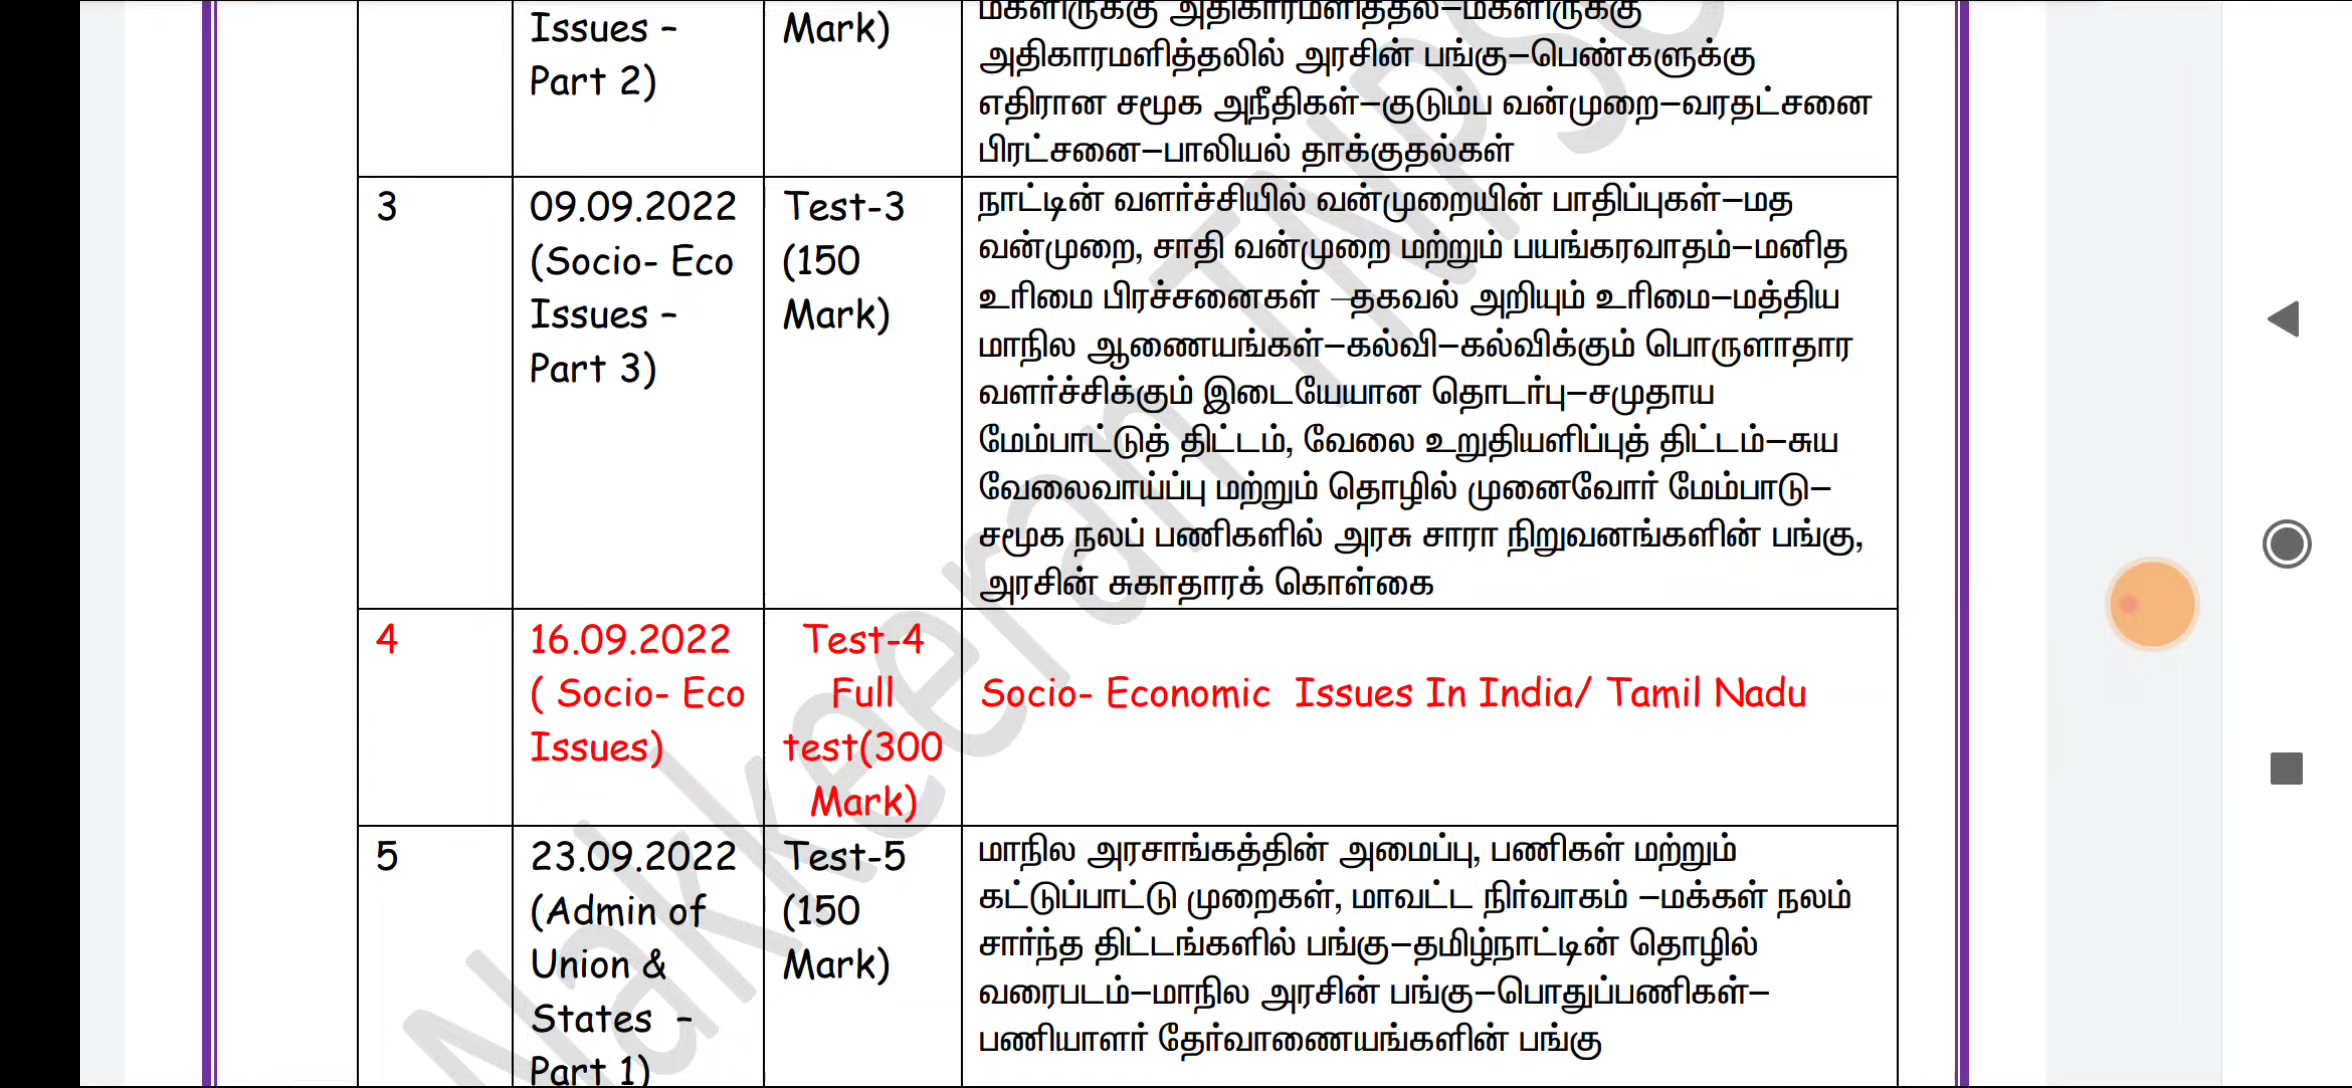 Issues –
Part 2)
Mark)
மகளிருக்கு அதிகாரமளித்தல்–மகளிருக்கு
அதிகாரமளித்தலில் அரசின் பங்கு–பெண்களுக்கு
எதிரான சமூக அநீதிகள்–குடும்ப வன்முறை–வரதட்சனை
பிரட்சனை–பாலியல் தாக்குதல்கள்
3
09.09.2022
(Socio- Eco
Issues –
Part 3)
Test-3
(150
Mark)
நாட்டின் வளர்ச்சியில் வன்முறையின் பாதிப்புகள்–மத
வன்முறை, சாதி வன்முறை மற்றும் பயங்கரவாதம்–மனித
உரிமை பிரச்சனைகள் –தகவல் அறியும் உரிமை–மத்திய
மாநில ஆணையங்கள்–கல்வி–கல்விக்கும் பொருளாதார
வளர்ச்சிக்கும் இடையேயான தொடர்பு–சமுதாய
மேம்பாட்டுத் திட்டம், வேலை உறுதியளிப்புத் திட்டம்–சுய
வேலைவாய்ப்பு மற்றும் தொழில் முனைவோர் மேம்பாடு–
சமூக நலப் பணிகளில் அரசு சாரா நிறுவனங்களின் பங்கு,
அரசின் சுகாதாரக் கொள்கை
4
16.09.2022
( Socio- Eco
Issues)
Test-4
Full
test(300
Mark)
Socio- Economic Issues In India/ Tamil Nadu
5
23.09.2022
(Admin of
Union &
States –
Part 1)
Test-5
(150
Mark)
மாநில அரசாங்கத்தின் அமைப்பு, பணிகள் மற்றும்
கட்டுப்பாட்டு முறைகள், மாவட்ட நிர்வாகம் –மக்கள் நலம்
சார்ந்த திட்டங்களில் பங்கு–தமிழ்நாட்டின் தொழில்
வரைபடம்–மாநில அரசின் பங்கு–பொதுப்பணிகள்–
பணியாளர் தேர்வாணையங்களின் பங்கு
Nakkeeran TNPSC